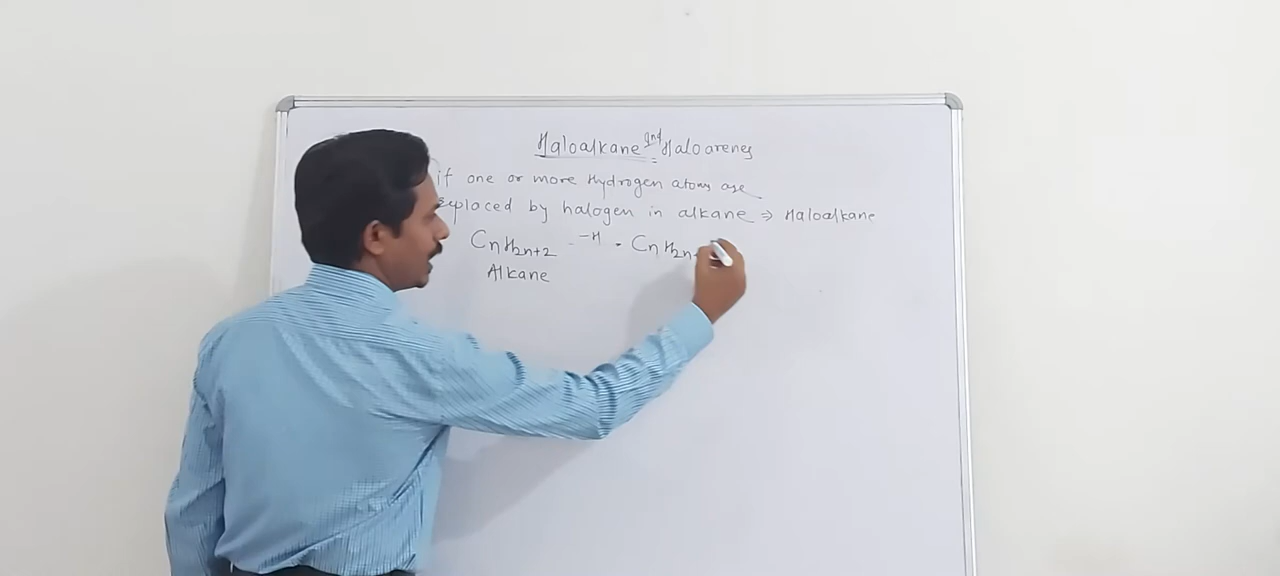 Haloalkane and Haloarenes
if one or more Hydrogen atoms are
replaced by halogen in alkane ⇒ Haloalkane
CnH2n+2 -H CnH2n+
Alkane